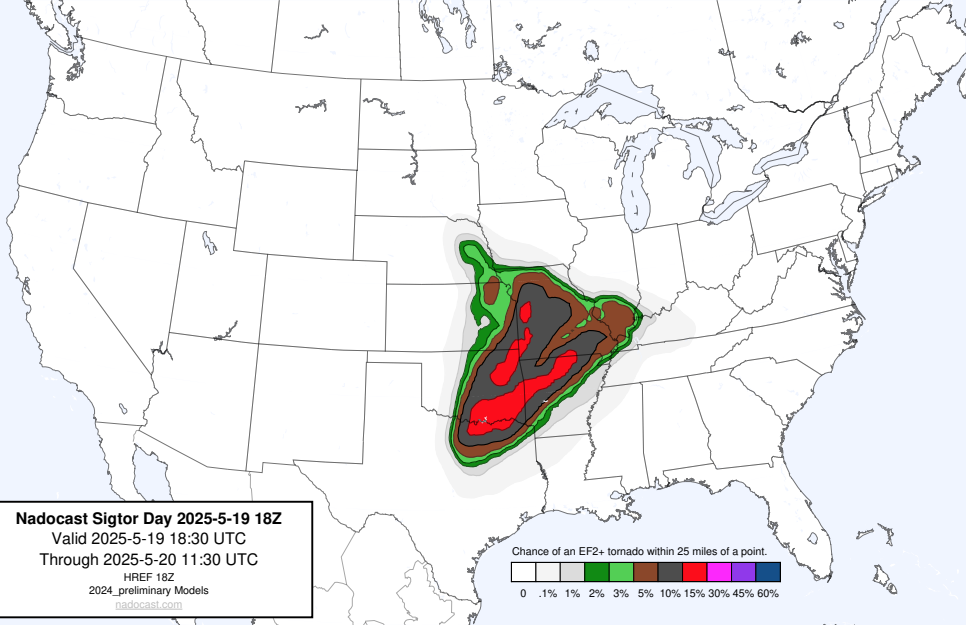 Nadocast Sigtor Day 2025-5-19 18Z
Valid 2025-5-19 18:30 UTC
Through 2025-5-20 11:30 UTC
HREF 18Z
2024_preliminary Models
nadocast.com
Chance of an EF2+ tornado within 25 miles of a point.
0 .1% 1% 2% 3% 5% 10% 15% 30% 45% 60%